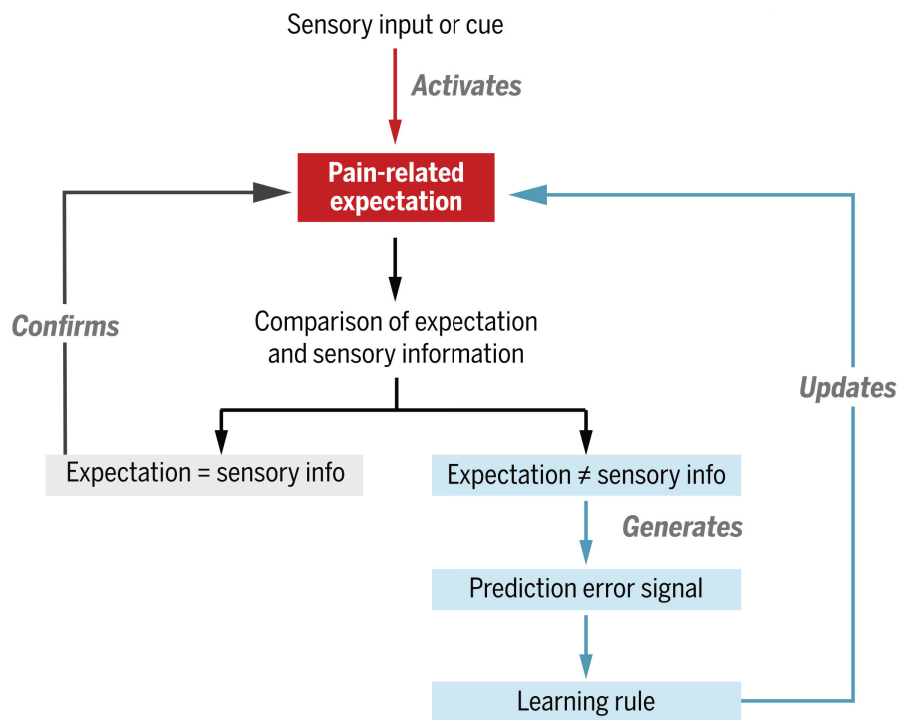 Sensory input or cue
Activates
Pain-related
expectation
Confirms
Comparison of expectation
and sensory information
Updates
Expectation = sensory info
Expectation ≠ sensory info
Generates
Prediction error signal
Learning rule